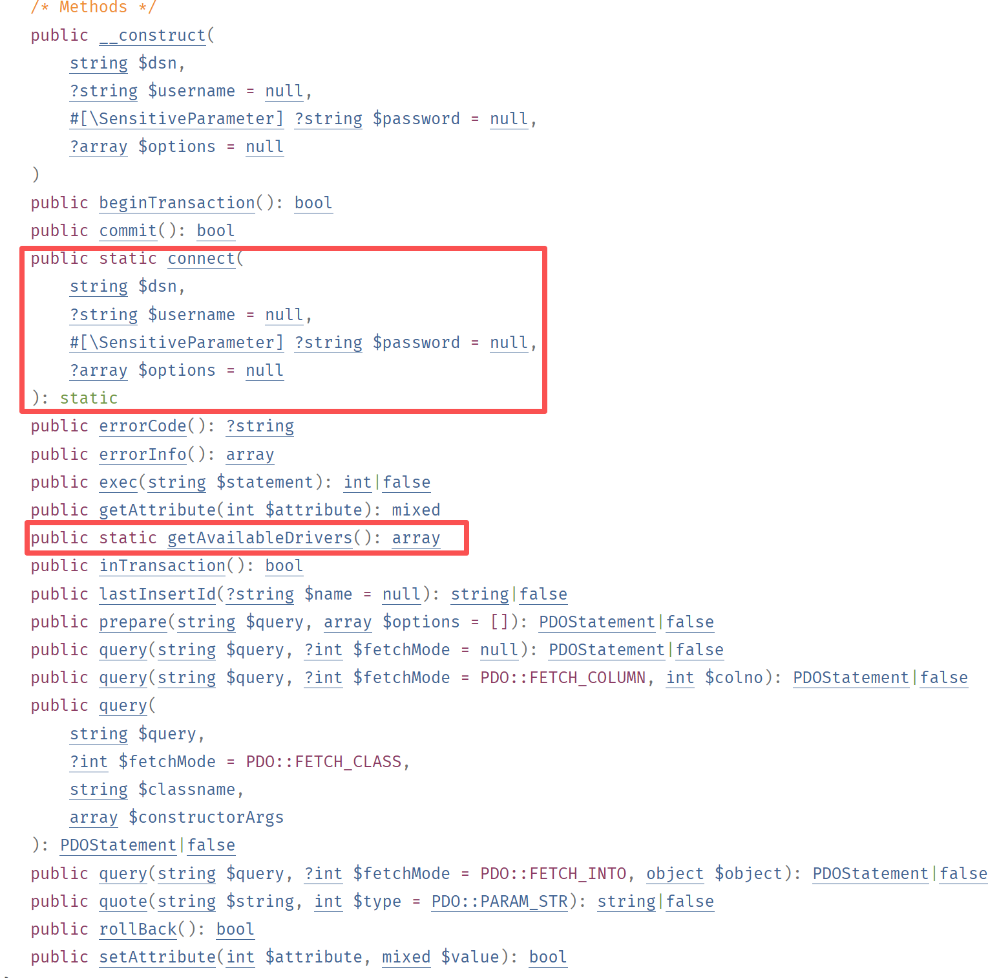 /* Methods */
public __construct(
    string $dsn,
    ?string $username = null,
    #[\SensitiveParameter] ?string $password = null,
    ?array $options = null
)
public beginTransaction(): bool
public commit(): bool
public static connect(
    string $dsn,
    ?string $username = null,
    #[\SensitiveParameter] ?string $password = null,
    ?array $options = null
): static
public errorCode(): ?string
public errorInfo(): array
public exec(string $statement): int|false
public getAttribute(int $attribute): mixed
public static getAvailableDrivers(): array
public inTransaction(): bool
public lastInsertId(?string $name = null): string|false
public prepare(string $query, array $options = []): PDOStatement|false
public query(string $query, ?int $fetchMode = null): PDOStatement|false
public query(string $query, ?int $fetchMode = PDO::FETCH_COLUMN, int $colno): PDOStatement|false
public query(
    string $query,
    ?int $fetchMode = PDO::FETCH_CLASS,
    string $classname,
    array $constructorArgs
): PDOStatement|false
public query(string $query, ?int $fetchMode = PDO::FETCH_INTO, object $object): PDOStatement|false
public quote(string $string, int $type = PDO::PARAM_STR): string|false
public rollBack(): bool
public setAttribute(int $attribute, mixed $value): bool